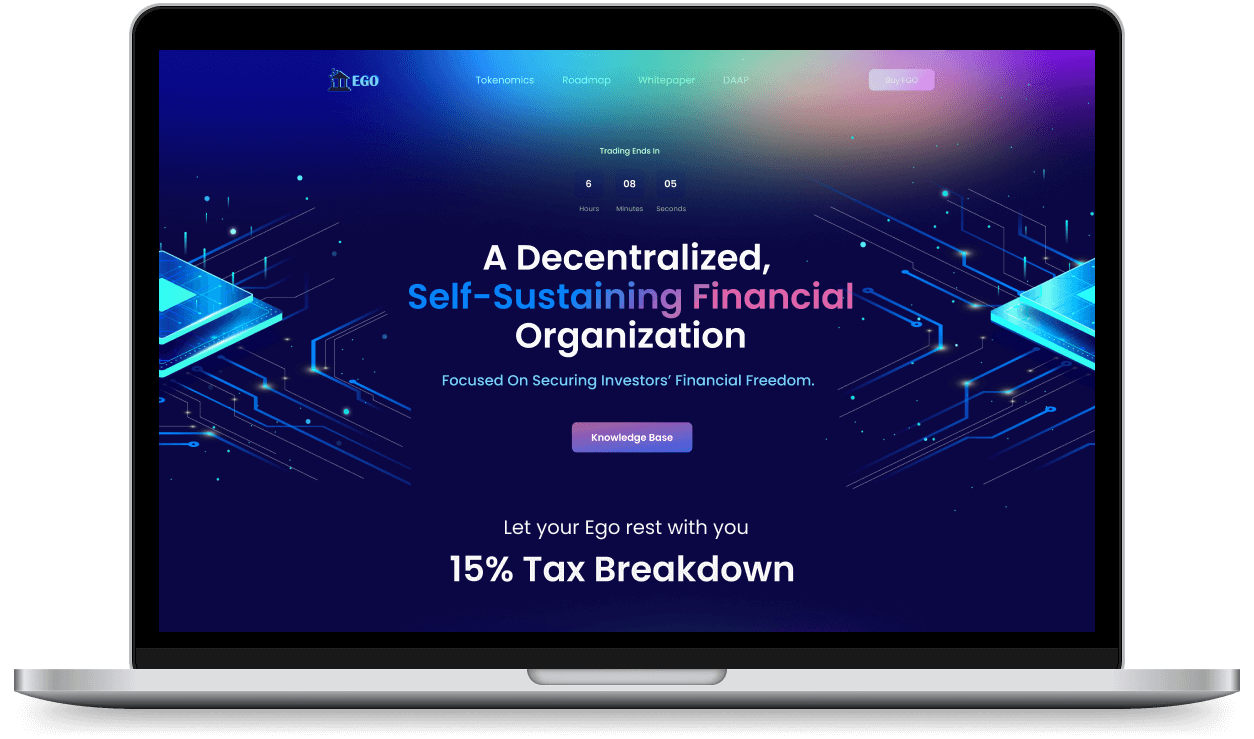 EGO
Tokenomics Roadmap Whitepaper DAAP Buy EGO
Trading Ends In
6 08 05
Hours Minutes Seconds
A Decentralized,
Self-Sustaining Financial
Organization
Focused On Securing Investors’ Financial Freedom.
Knowledge Base
Let your Ego rest with you
15% Tax Breakdown